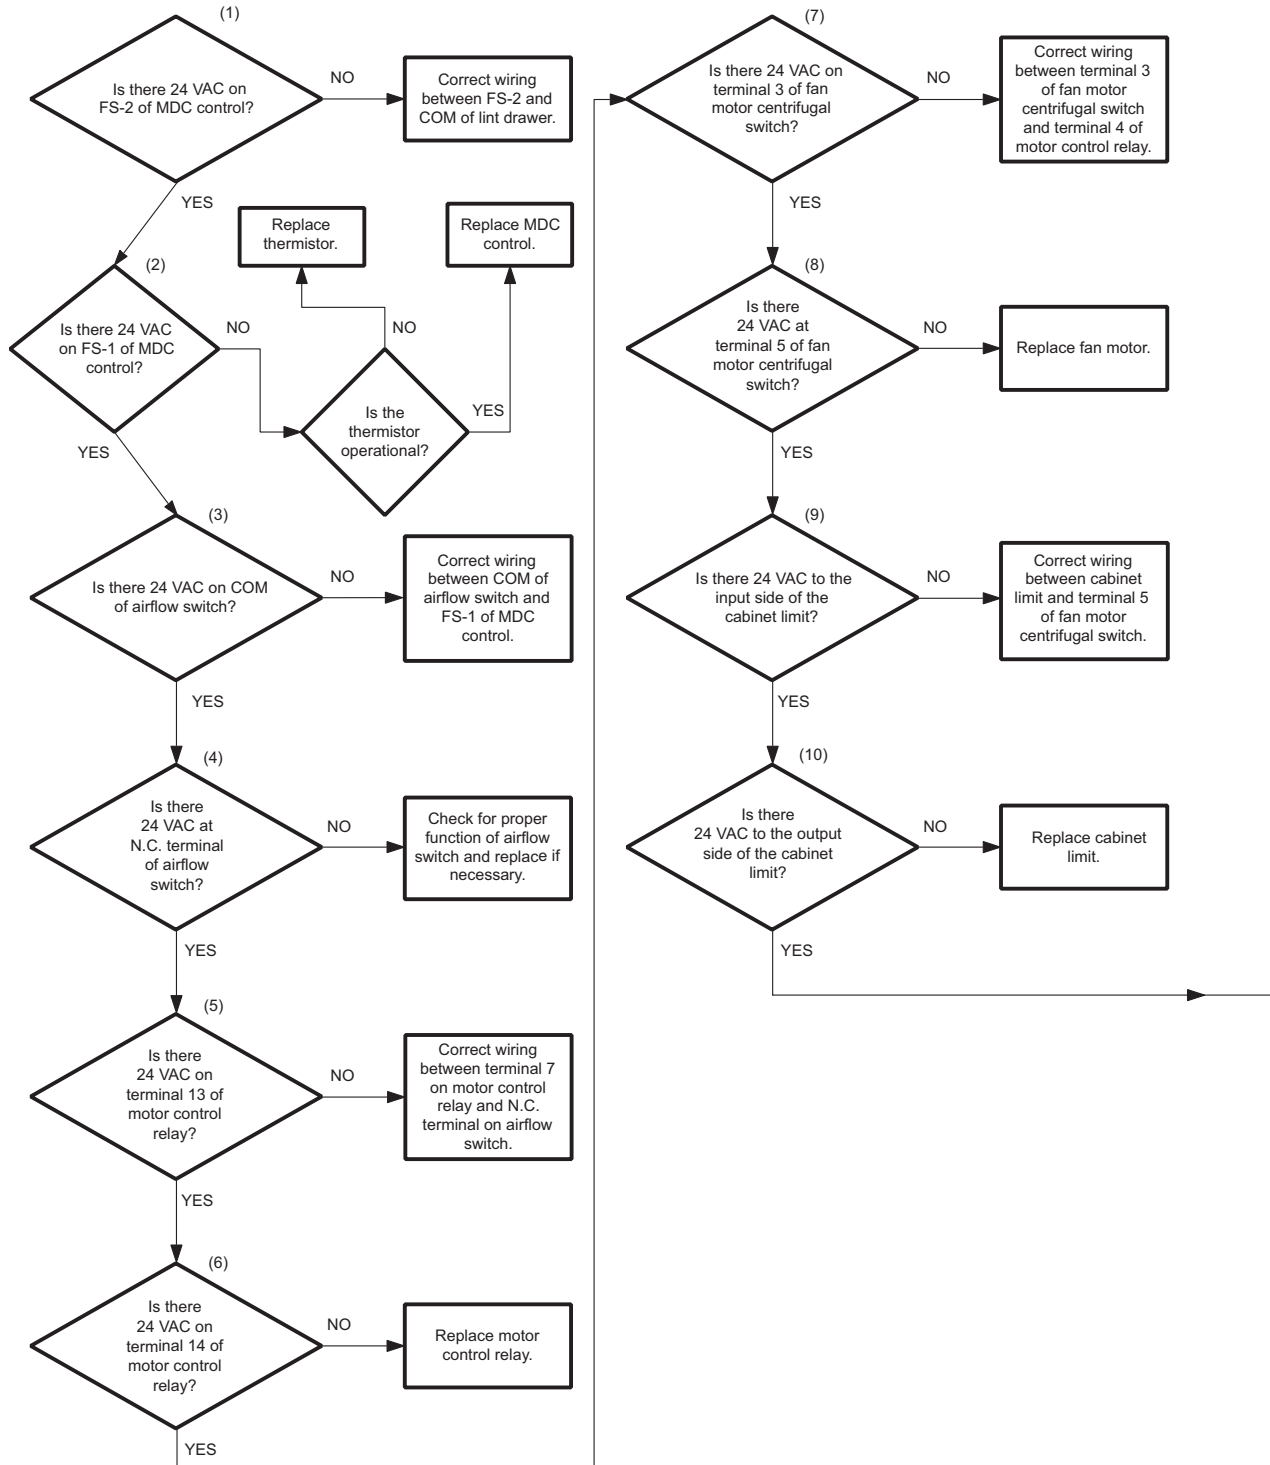 (1)
Is there 24 VAC on
FS-2 of MDC control?
NO
Correct wiring
between FS-2 and
COM of lint drawer.
YES
(2)
Is there 24 VAC
on FS-1 of MDC
control?
NO
Replace
thermistor.
NO
Is the
thermistor
operational?
YES
Replace MDC
control.
YES
(3)
Is there 24 VAC on COM
of airflow switch?
NO
Correct wiring
between COM of
airflow switch and
FS-1 of MDC
control.
YES
(4)
Is there
24 VAC at
N.C. terminal
of airflow
switch?
NO
Check for proper
function of airflow
switch and replace if
necessary.
YES
(5)
Is there
24 VAC on
terminal 13 of
motor control
relay?
NO
Correct wiring
between terminal 7
on motor control
relay and N.C.
terminal on airflow
switch.
YES
(6)
Is there
24 VAC on
terminal 14 of
motor control
relay?
NO
Replace motor
control relay.
YES
(7)
Is there 24 VAC on
terminal 3 of fan
motor centrifugal
switch?
NO
Correct wiring
between terminal 3
of fan motor
centrifugal switch
and terminal 4 of
motor control relay.
YES
(8)
Is there
24 VAC at
terminal 5 of fan
motor centrifugal
switch?
NO
Replace fan motor.
YES
(9)
Is there 24 VAC to the
input side of the
cabinet limit?
NO
Correct wiring
between cabinet
limit and terminal 5
of fan motor
centrifugal switch.
YES
(10)
Is there
24 VAC to the output
side of the cabinet
limit?
NO
Replace cabinet
limit.
YES